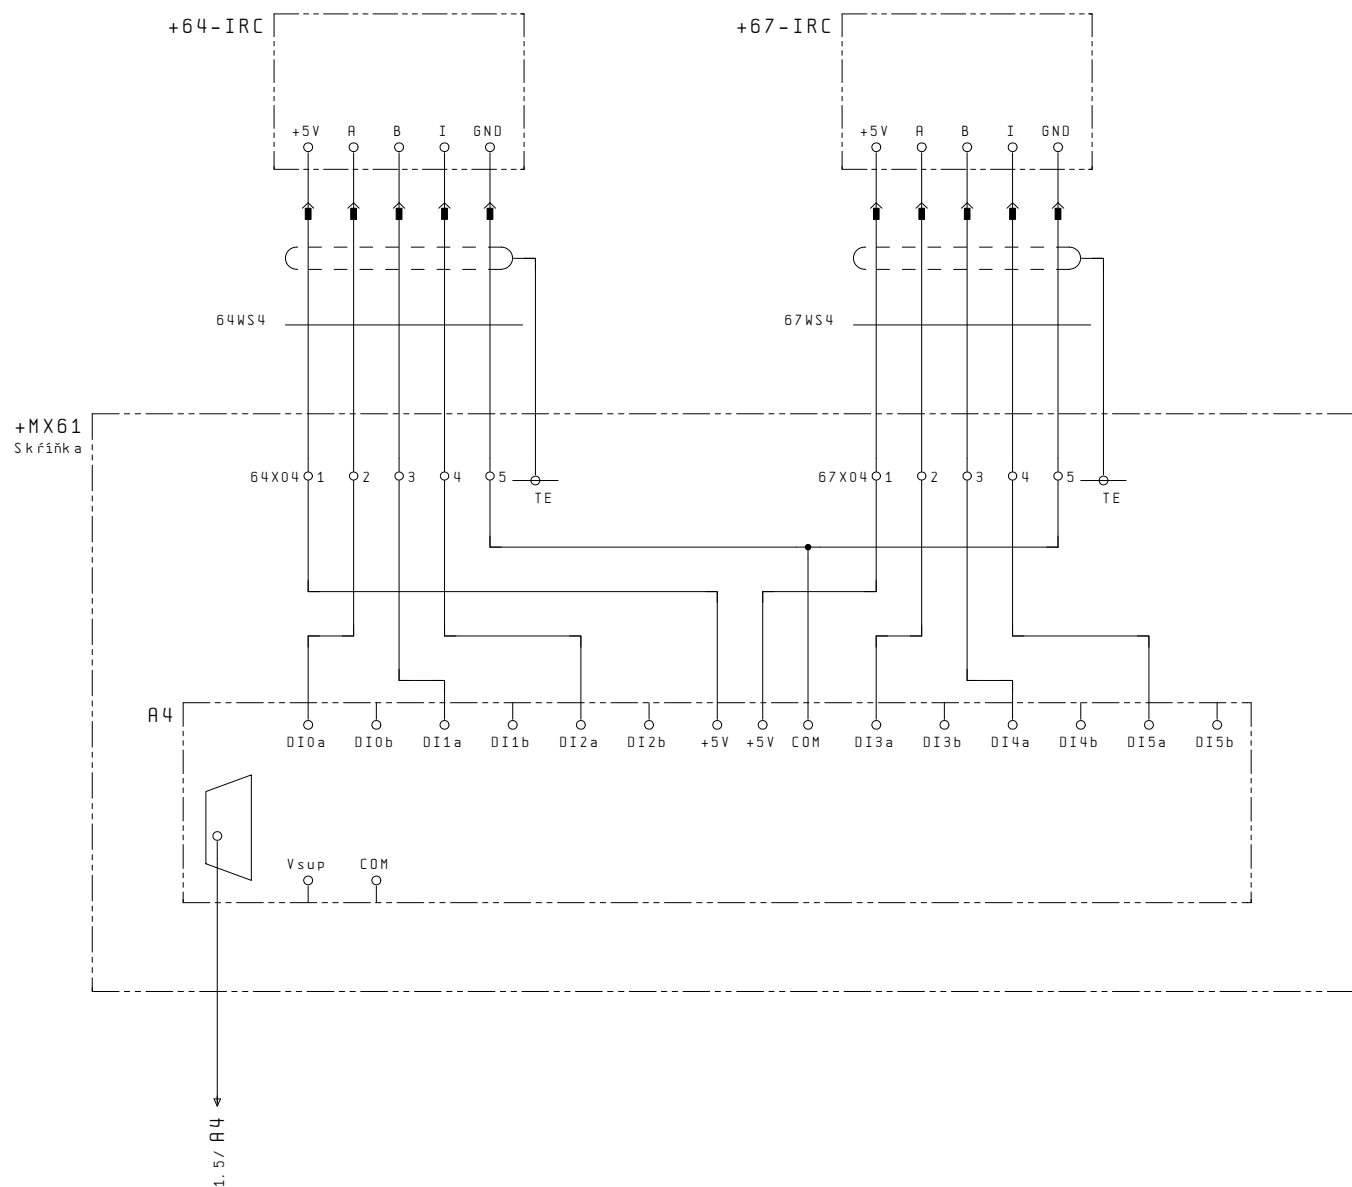 +64-IRC +67-IRC
+5V A B I GND +5V A B I GND
64WS4 67WS4
+MX61
Skříňka
64X04 1 2 3 4 5 67X04 1 2 3 4 5
TE TE
A4
DI0a DI0b DI1a DI1b DI2a DI2b +5V +5V COM DI3a DI3b DI4a DI4b DI5a DI5b
Vsup COM
1.5/ A4